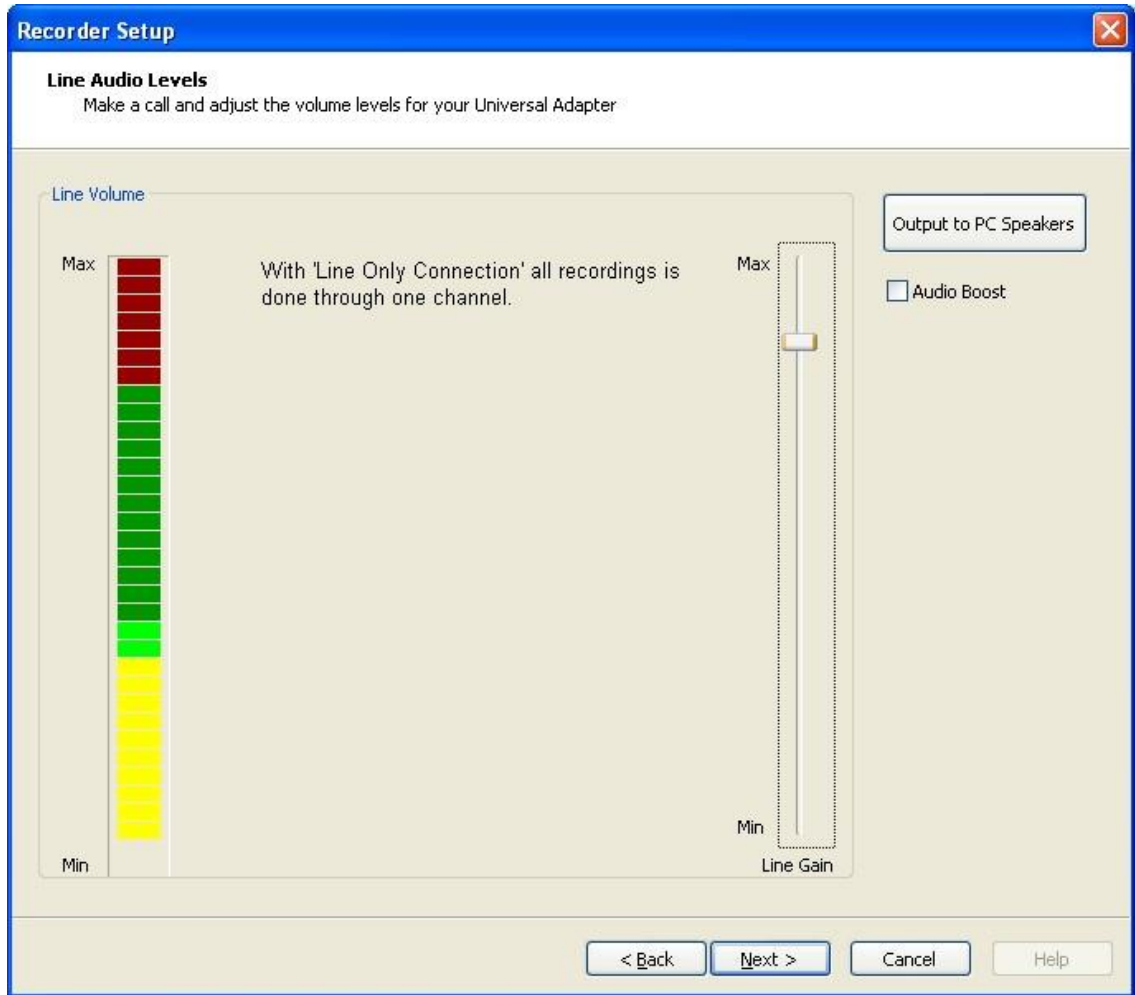 Recorder Setup
Line Audio Levels
Make a call and adjust the volume levels for your Universal Adapter
Line Volume
Max
With 'Line Only Connection' all recordings is
done through one channel.
Max
Output to PC Speakers
Audio Boost
Min
Min
Line Gain
< Back
Next >
Cancel
Help